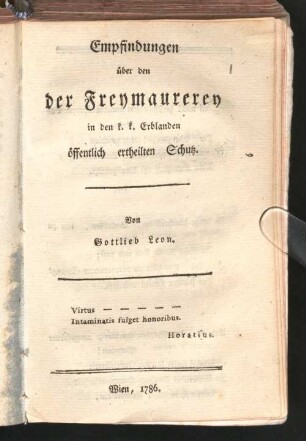 Empfindungen
über den
der Freymaurerey
in den k. k. Erblanden
öffentlich ertheilten Schutz.
Von
Gottlieb Leon.
Virtus — — — — —
Intaminatis fulget honoribus.
Horatius.
Wien, 1786.